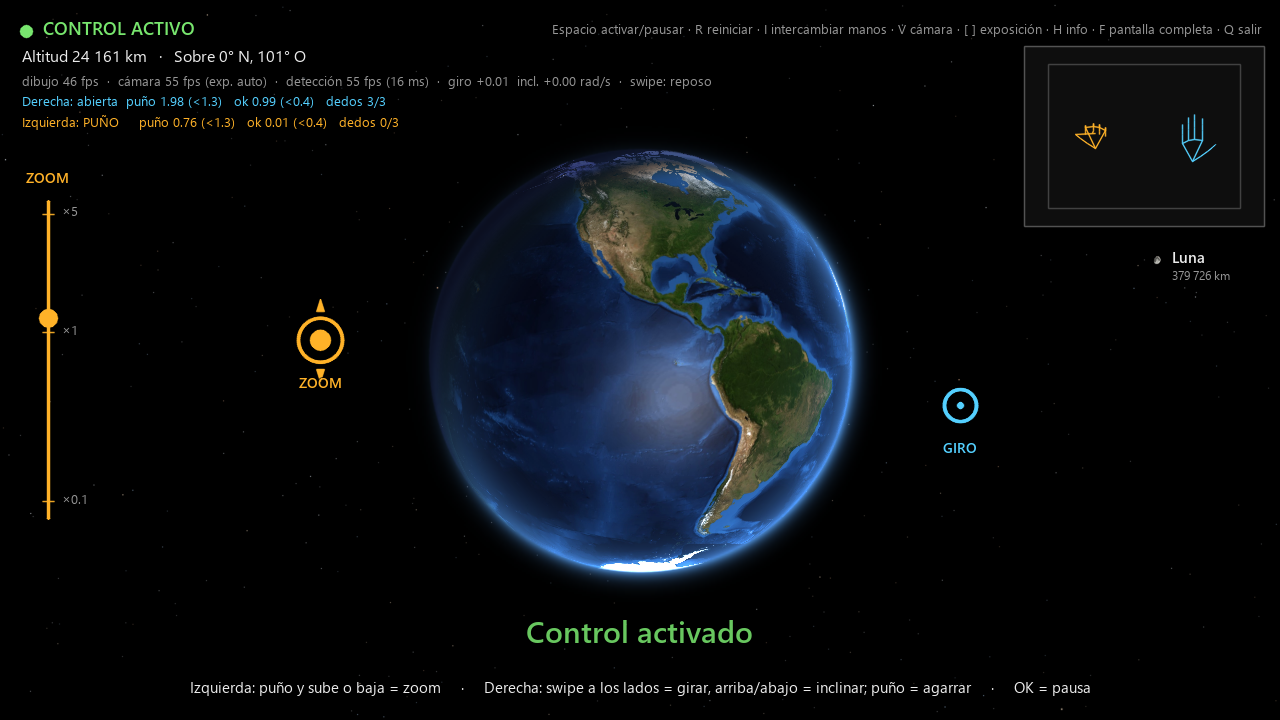 CONTROL ACTIVO
Espacio activar/pausar · R reiniciar · I intercambiar manos · V cámara · [ ] exposición · H info · F pantalla completa · Q salir
Altitud 24 161 km · Sobre 0° N, 101° O
dibujo 46 fps · cámara 55 fps (exp. auto) · detección 55 fps (16 ms) · giro +0.01 incl. +0.00 rad/s · swipe: reposo
Derecha: abierta puño 1.98 (<1.3) ok 0.99 (<0.4) dedos 3/3
Izquierda: PUÑO puño 0.76 (<1.3) ok 0.01 (<0.4) dedos 0/3
ZOOM
×5
×1
×0.1
ZOOM
Luna
379 726 km
GIRO
Control activado
Izquierda: puño y sube o baja = zoom · Derecha: swipe a los lados = girar, arriba/abajo = inclinar; puño = agarrar · OK = pausa